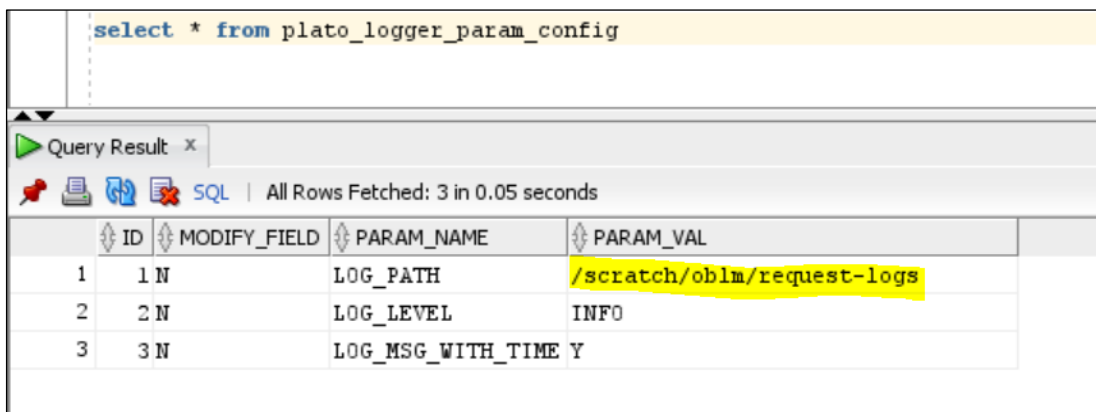 select * from plato_logger_param_config
Query Result x
SQL | All Rows Fetched: 3 in 0.05 seconds
ID MODIFY_FIELD PARAM_NAME PARAM_VAL
1 1 N LOG_PATH /scratch/oblm/request-logs
2 2 N LOG_LEVEL INFO
3 3 N LOG_MSG_WITH_TIME Y